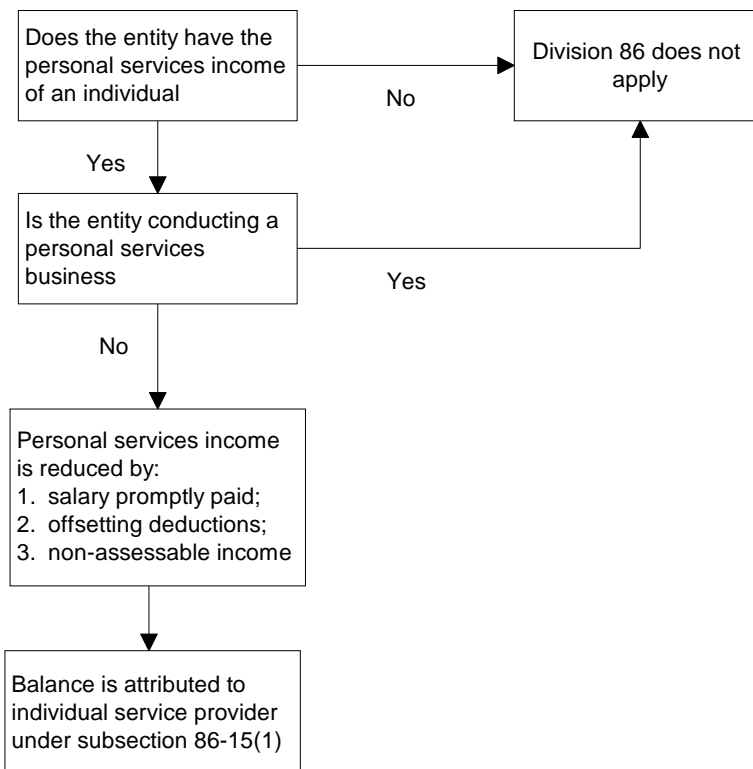 Does the entity have the
personal services income
of an individual
Division 86 does not
apply
No
Yes
Is the entity conducting a
personal services
business
Yes
No
Personal services income
is reduced by:
1. salary promptly paid;
2. offsetting deductions;
3. non-assessable income
Balance is attributed to
individual service provider
under subsection 86-15(1)